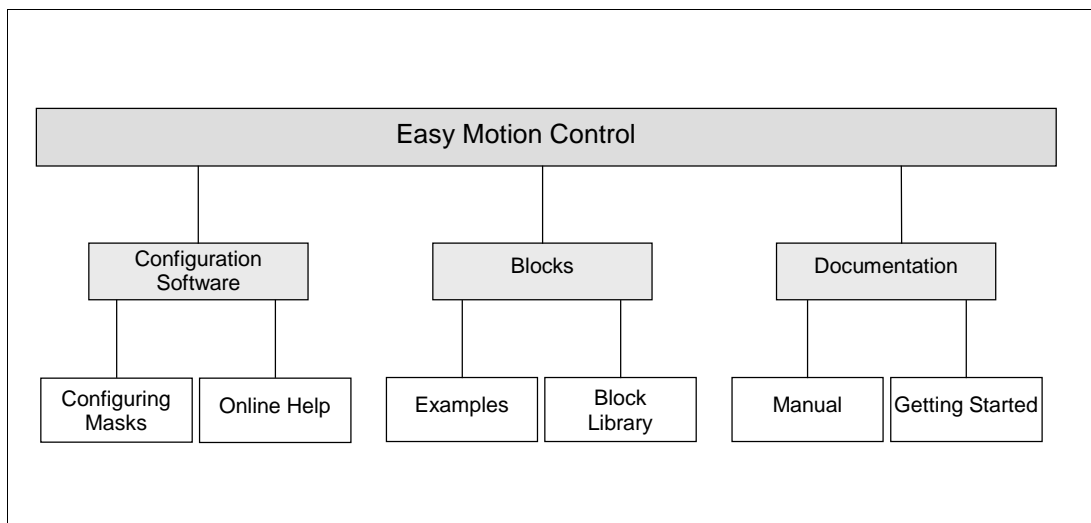 Easy Motion Control
Configuration
Software
Blocks
Documentation
Configuring
Masks
Online Help
Examples
Block
Library
Manual
Getting Started